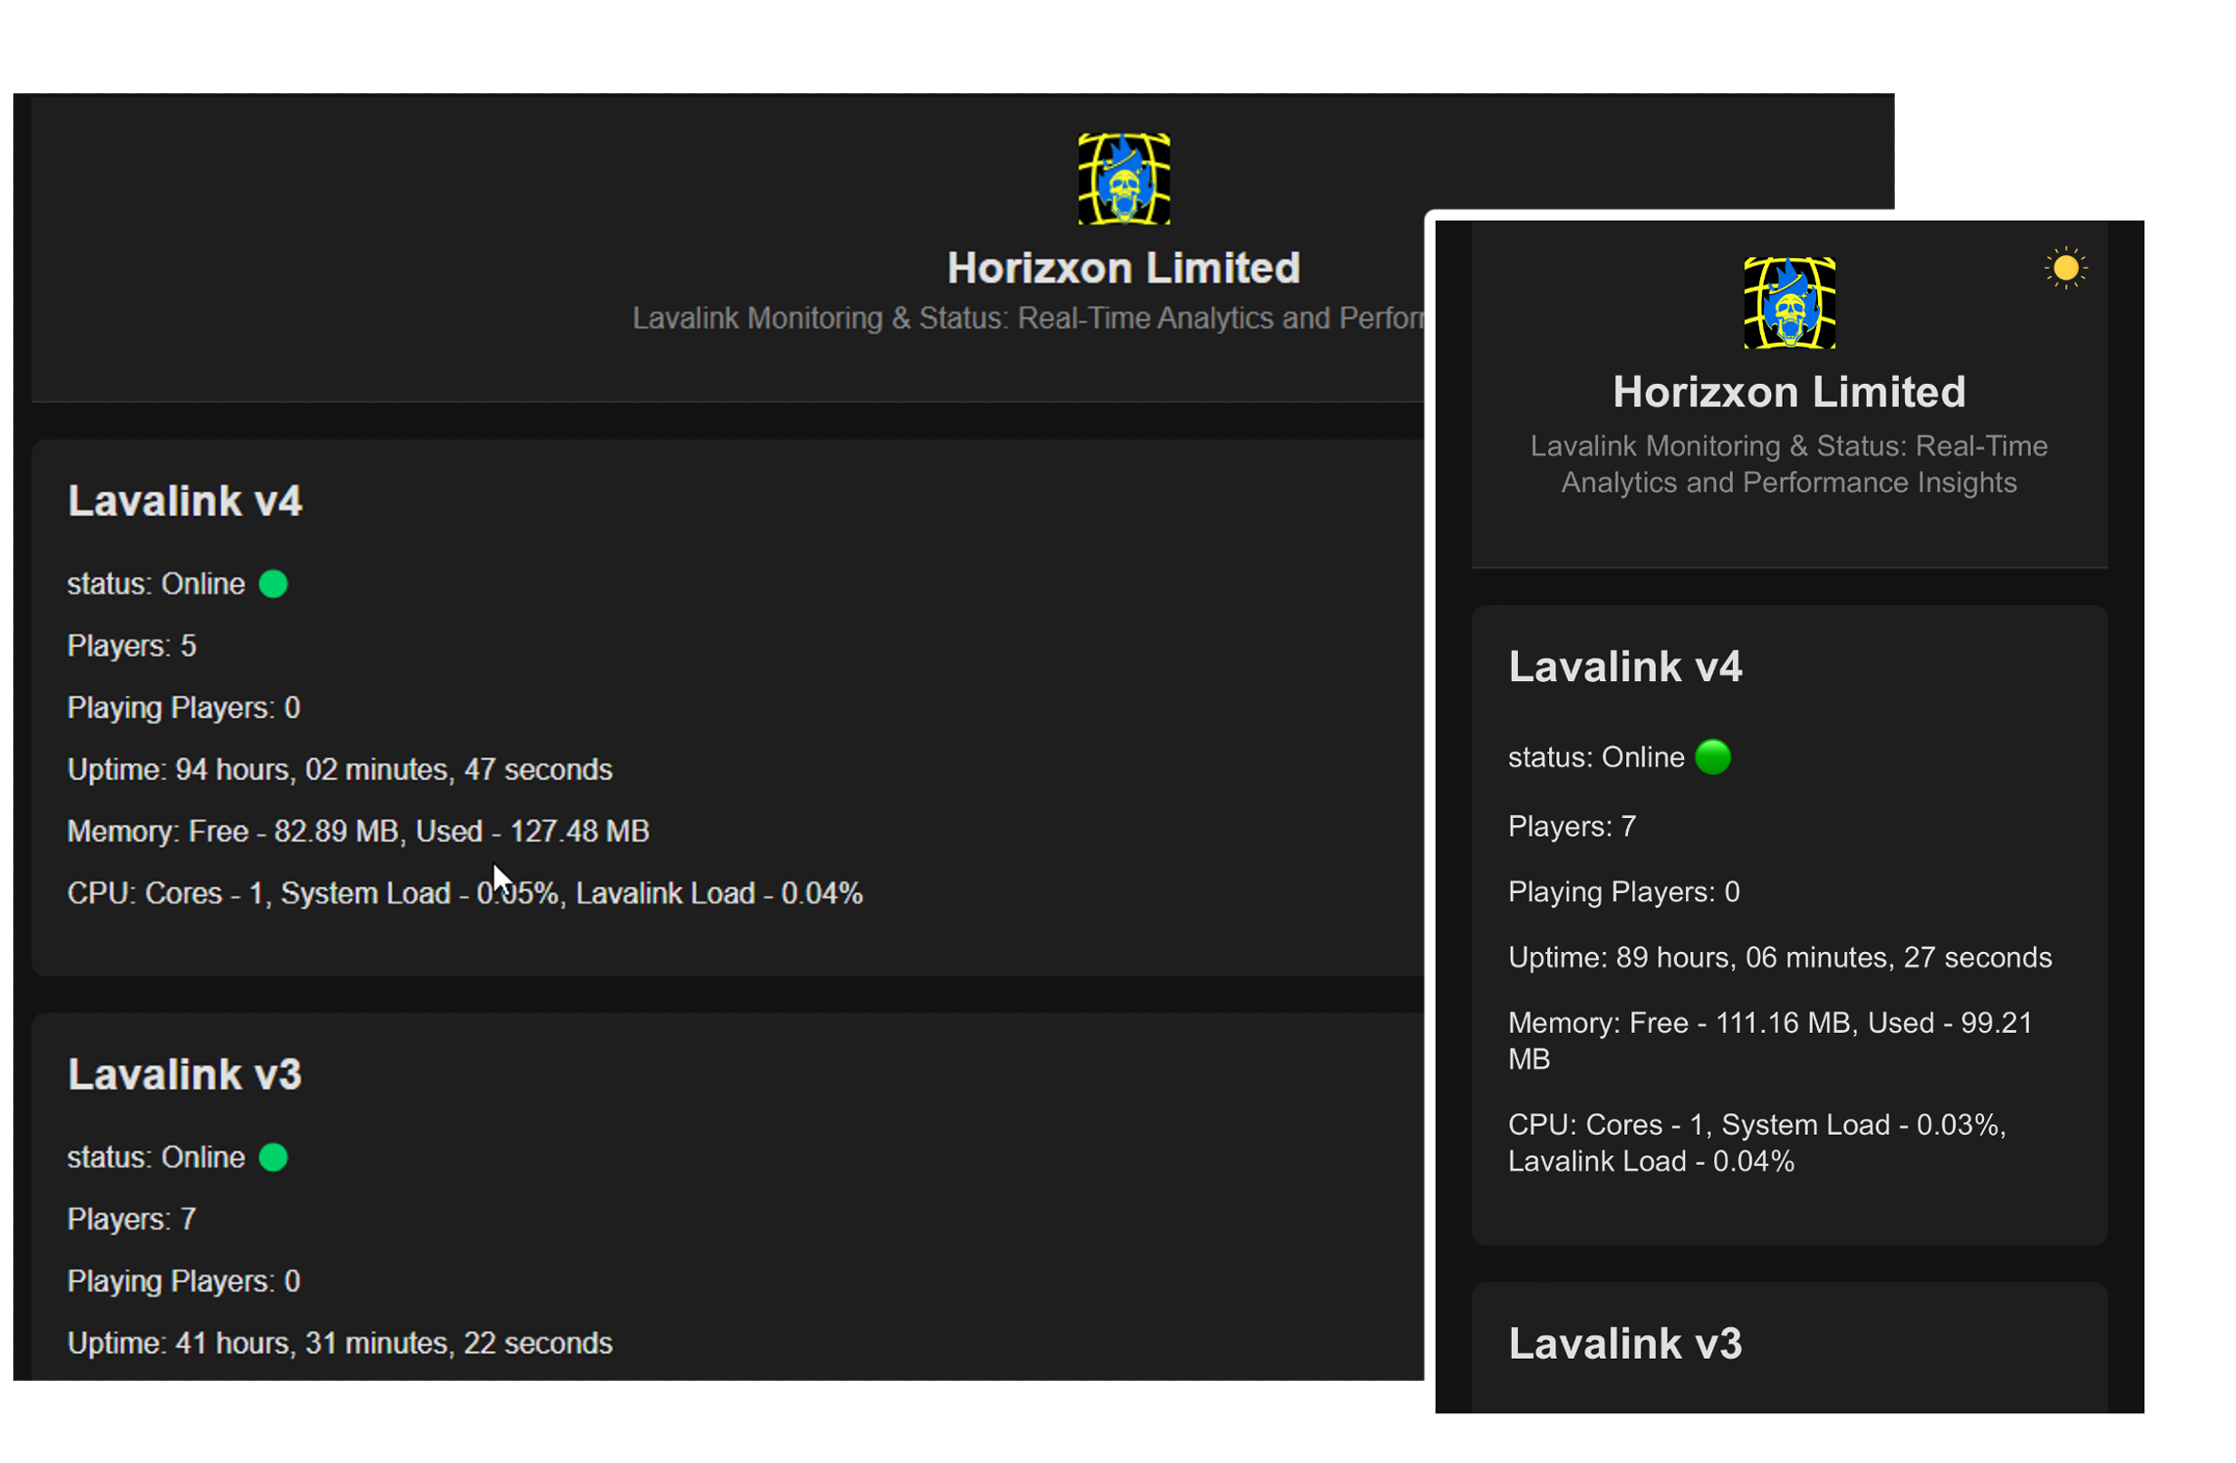 Horizxon Limited
Lavalink Monitoring & Status: Real-Time Analytics and Perfor
Lavalink v4
status: Online
Players: 5
Playing Players: 0
Uptime: 94 hours, 02 minutes, 47 seconds
Memory: Free - 82.89 MB, Used - 127.48 MB
CPU: Cores - 1, System Load - 0.05%, Lavalink Load - 0.04%
Lavalink v3
status: Online
Players: 7
Playing Players: 0
Uptime: 41 hours, 31 minutes, 22 seconds
Horizxon Limited
Lavalink Monitoring & Status: Real-Time
Analytics and Performance Insights
Lavalink v4
status: Online
Players: 7
Playing Players: 0
Uptime: 89 hours, 06 minutes, 27 seconds
Memory: Free - 111.16 MB, Used - 99.21
MB
CPU: Cores - 1, System Load - 0.03%,
Lavalink Load - 0.04%
Lavalink v3